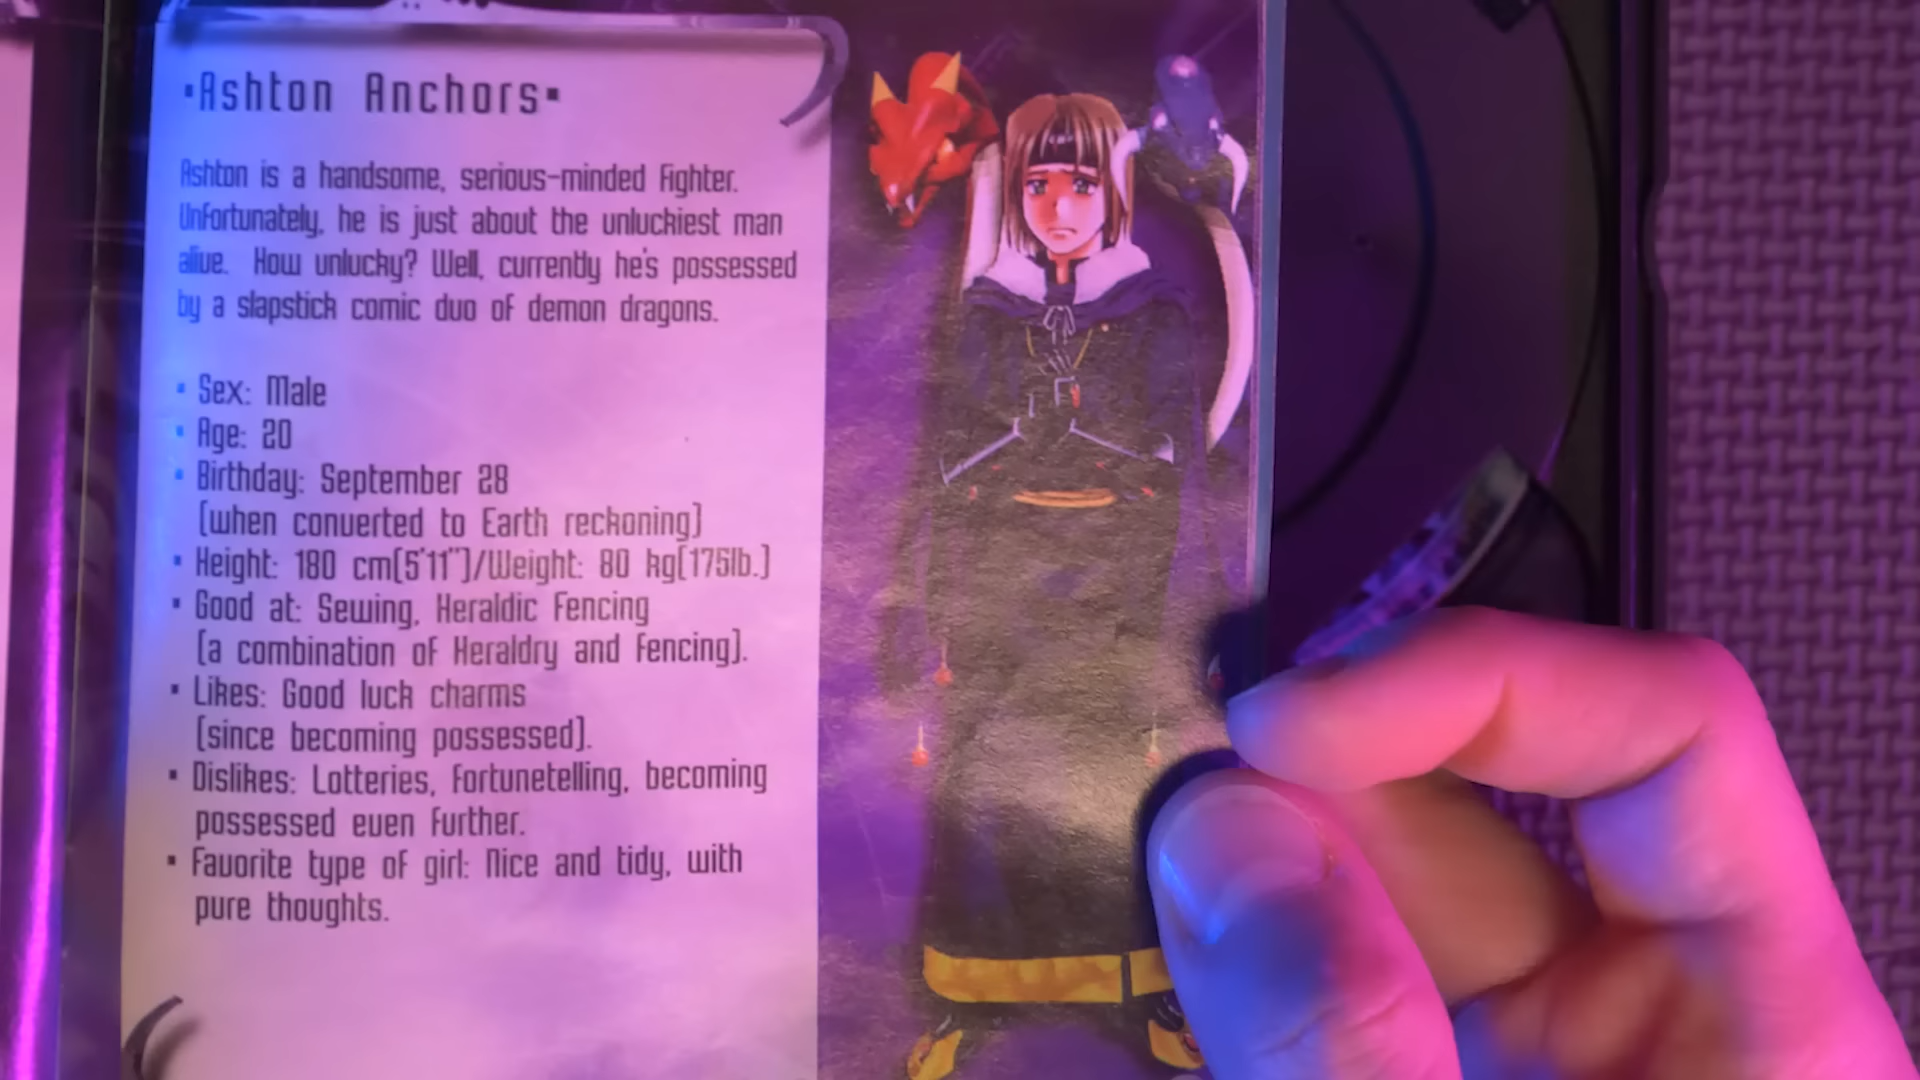 ▪Ashton Anchors▪
Ashton is a handsome, serious-minded Fighter.
Unfortunately, he is just about the unluckiest man
alive. How unlucky? Well, currently he's possessed
by a slapstick comic duo of demon dragons.
▪ Sex: Male
▪ Age: 20
▪ Birthday: September 28
(when converted to Earth reckoning)
▪ Height: 180 cm(5'11")/Weight: 80 kg(175lb.)
▪ Good at: Sewing, Heraldic Fencing
(a combination of Heraldry and Fencing).
▪ Likes: Good luck charms
(since becoming possessed).
▪ Dislikes: Lotteries, Fortunetelling, becoming
possessed even Further.
▪ Favorite type of girl: Nice and tidy, with
pure thoughts.